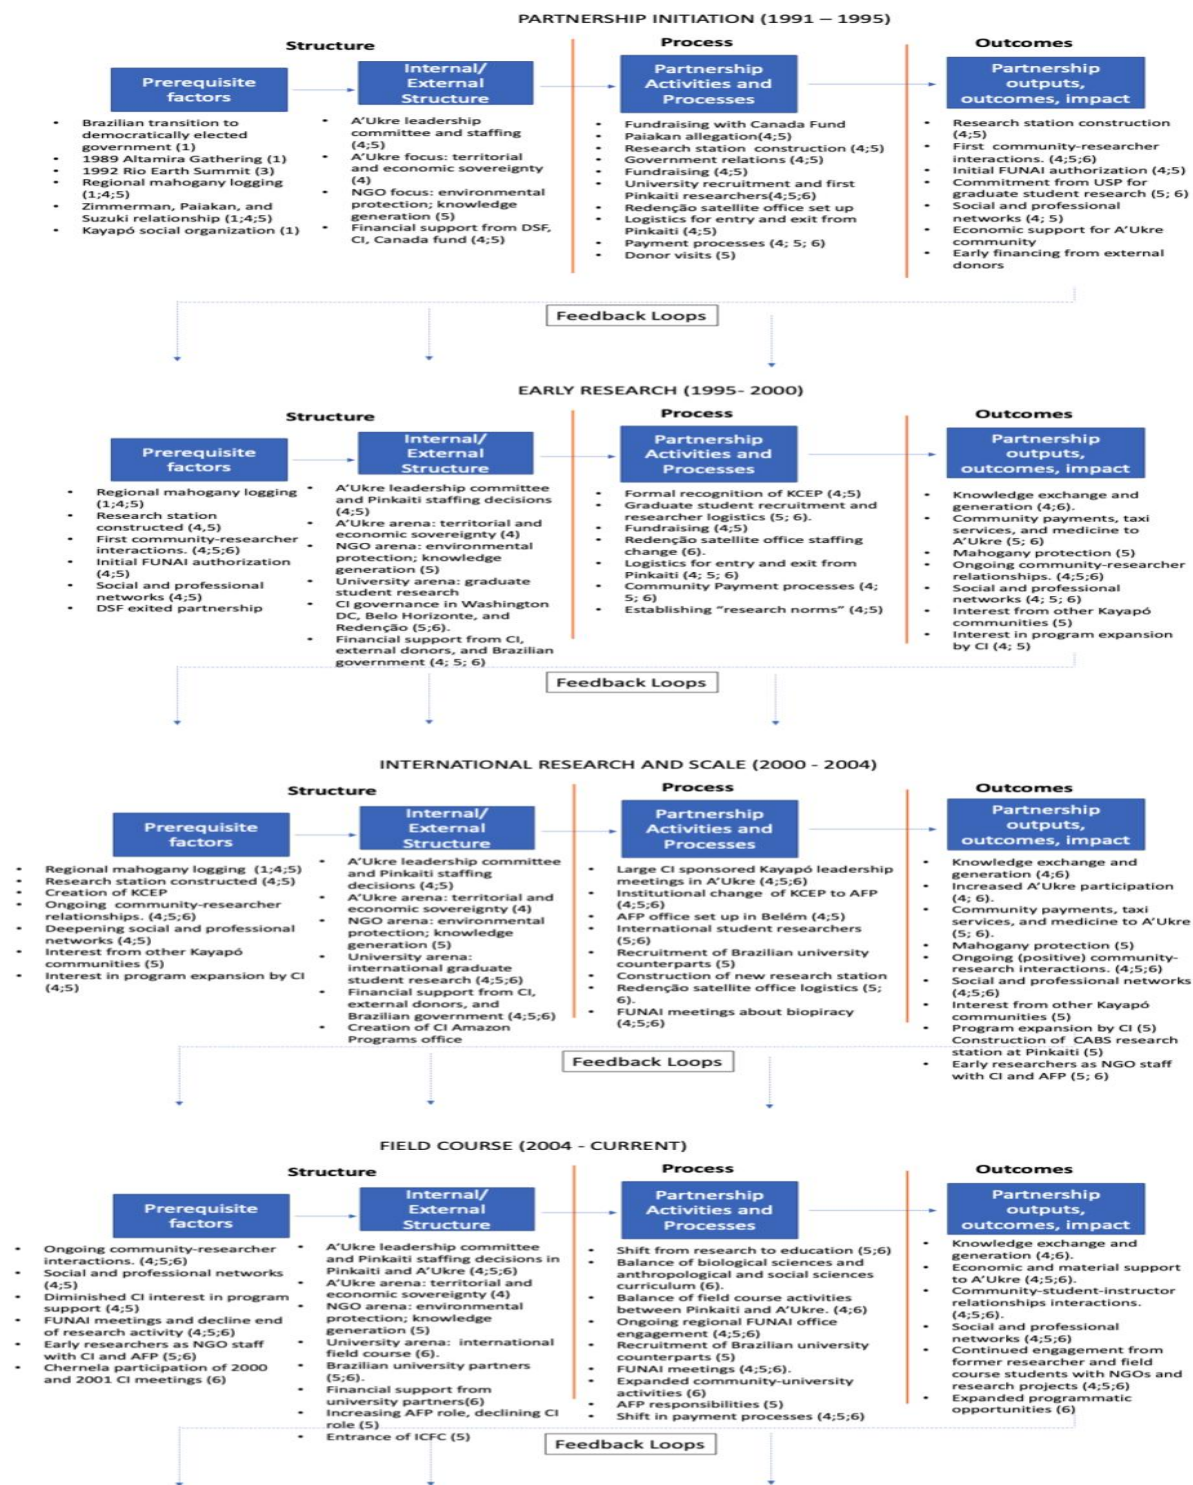 PARTNERSHIP INITIATION (1991 – 1995)
Structure
Process
Outcomes
Prerequisite
factors
• Brazilian transition to
democratically elected
government (1)
• 1989 Altamira Gathering (1)
• 1992 Rio Earth Summit (3)
• Regional mahogany logging
(1;4;5)
• Zimmerman, Paiakan, and
Suzuki relationship (1;4;5)
• Kayapó social organization (1)
Internal/
External
Structure
• A'Ukre leadership
committee and staffing
(4;5)
• A'Ukre focus: territorial
and economic sovereignty
(4)
• NGO focus: environmental
protection; knowledge
generation (5)
• Financial support from DSF,
CI, Canada fund (4;5)
Partnership
Activities and
Processes
• Fundraising with Canada Fund
• Paiakan allegation(4;5)
• Research station construction (4;5)
• Government relations (4;5)
• Fundraising (4;5)
• University recruitment and first
Pinkaiti researchers(4;5;6)
• Redenção satellite office set up
• Logistics for entry and exit from
Pinkaiti (4;5)
• Payment processes (4; 5; 6)
• Donor visits (5)
Partnership
outputs,
outcomes, impact
• Research station construction
(4;5)
• First community-researcher
interactions. (4;5;6)
• Initial FUNAI authorization (4;5)
• Commitment from USP for
graduate student research (5; 6)
• Social and professional
networks (4; 5)
• Economic support for A'Ukre
community
• Early financing from external
donors
Feedback Loops
EARLY RESEARCH (1995- 2000)
Structure
Process
Outcomes
Prerequisite
factors
• Regional mahogany logging
(1;4;5)
• Research station
constructed (4,5)
• First community-researcher
interactions. (4;5;6)
• Initial FUNAI authorization
(4;5)
• Social and professional
networks (4;5)
• DSF exited partnership
Internal/
External
Structure
• A'Ukre leadership committee
and Pinkaiti staffing decisions
(4;5)
• A'Ukre arena: territorial and
economic sovereignty (4)
• NGO arena: environmental
protection; knowledge
generation (5)
• University arena: graduate
student research
• CI governance in Washington
DC, Belo Horizonte, and
Redenção (5;6).
• Financial support from CI,
external donors, and Brazilian
government (4; 5; 6)
Partnership
Activities and
Processes
• Formal recognition of KCEP (4;5)
• Graduate student recruitment and
researcher logistics (5; 6).
• Fundraising (4;5)
• Redenção satellite office staffing
change (6).
• Logistics for entry and exit from
Pinkaiti (4; 5; 6)
• Community Payment processes (4;
5; 6)
• Establishing "research norms" (4;5)
Partnership
outputs,
outcomes, impact
• Knowledge exchange and
generation (4;6).
• Community payments, taxi
services, and medicine to
A'Ukre (5; 6)
• Mahogany protection (5)
• Ongoing community-researcher
relationships. (4;5;6)
• Social and professional
networks (4; 5; 6)
• Interest from other Kayapó
communities (5)
• Interest in program expansion
by CI (4; 5)
Feedback Loops
INTERNATIONAL RESEARCH AND SCALE (2000 - 2004)
Structure
Process
Outcomes
Prerequisite
factors
• Regional mahogany logging (1;4;5)
• Research station constructed (4;5)
• Creation of KCEP
• Ongoing community-researcher
relationships. (4;5;6)
• Deepening social and professional
networks (4;5)
• Interest from other Kayapó
communities (5)
• Interest in program expansion by CI
(4;5)
Internal/
External
Structure
• A'Ukre leadership committee
and Pinkaiti staffing
decisions (4;5)
• A'Ukre arena: territorial and
economic sovereignty (4)
• NGO arena: environmental
protection; knowledge
generation (5)
• University arena:
international graduate
student research (4;5;6)
• Financial support from CI,
external donors, and
Brazilian government (4;5;6)
• Creation of CI Amazon
Programs office
Partnership
Activities and
Processes
• Large CI sponsored Kayapó leadership
meetings in A'Ukre (4;5;6)
• Institutional change of KCEP to AFP
(4;5;6)
• AFP office set up in Belém (4;5)
• International student researchers
(5;6)
• Recruitment of Brazilian university
counterparts (5)
• Construction of new research station
• Redenção satellite office logistics (5;
6).
• FUNAI meetings about biopiracy
(4;5;6)
Partnership
outputs,
outcomes, impact
• Knowledge exchange and
generation (4;6)
• Increased A'Ukre participation
(4; 6).
• Community payments, taxi
services, and medicine to A'Ukre
(5; 6).
• Mahogany protection (5)
• Ongoing (positive) community-
research interactions. (4;5;6)
• Social and professional networks
(4;5;6)
• Interest from other Kayapó
communities (5)
• Program expansion by CI (5)
• Construction of CABS research
station at Pinkaiti (5)
• Early researchers as NGO staff
with CI and AFP (5; 6)
Feedback Loops
FIELD COURSE (2004 - CURRENT)
Structure
Process
Outcomes
Prerequisite
factors
• Ongoing community-researcher
interactions. (4;5;6)
• Social and professional networks
(4;5)
• Diminished CI interest in program
support (4;5)
• FUNAI meetings and decline end
of research activity (4;5;6)
• Early researchers as NGO staff
with CI and AFP (5;6)
• Chernela participation of 2000
and 2001 CI meetings (6)
Internal/
External
Structure
• A'Ukre leadership committee
and Pinkaiti staffing decisions in
Pinkaiti and A'Ukre (4;5;6)
• A'Ukre arena: territorial and
economic sovereignty (4)
• NGO arena: environmental
protection; knowledge
generation (5)
• University arena: international
field course (6).
• Brazilian university partners
(5;6).
• Financial support from
university partners(6)
• Increasing AFP role, declining CI
role (5)
• Entrance of ICFC (5)
Partnership
Activities and
Processes
• Shift from research to education (5;6)
• Balance of biological sciences and
anthropological and social sciences
curriculum (6).
• Balance of field course activities
between Pinkaiti and A'Ukre. (4;6)
• Ongoing regional FUNAI office
engagement (4;5;6)
• Recruitment of Brazilian university
counterparts (5)
• FUNAI meetings (4;5;6).
• Expanded community-university
activities (6)
• AFP responsibilities (5)
• Shift in payment processes (4;5;6)
Partnership
outputs,
outcomes, impact
• Knowledge exchange and
generation (4;6).
• Economic and material support
to A'Ukre (4;5;6).
• Community-student-instructor
relationships interactions.
(4;5;6).
• Social and professional
networks (4;5;6)
• Continued engagement from
former researcher and field
course students with NGOs and
research projects (4;5;6)
• Expanded programmatic
opportunities (6)
Feedback Loops